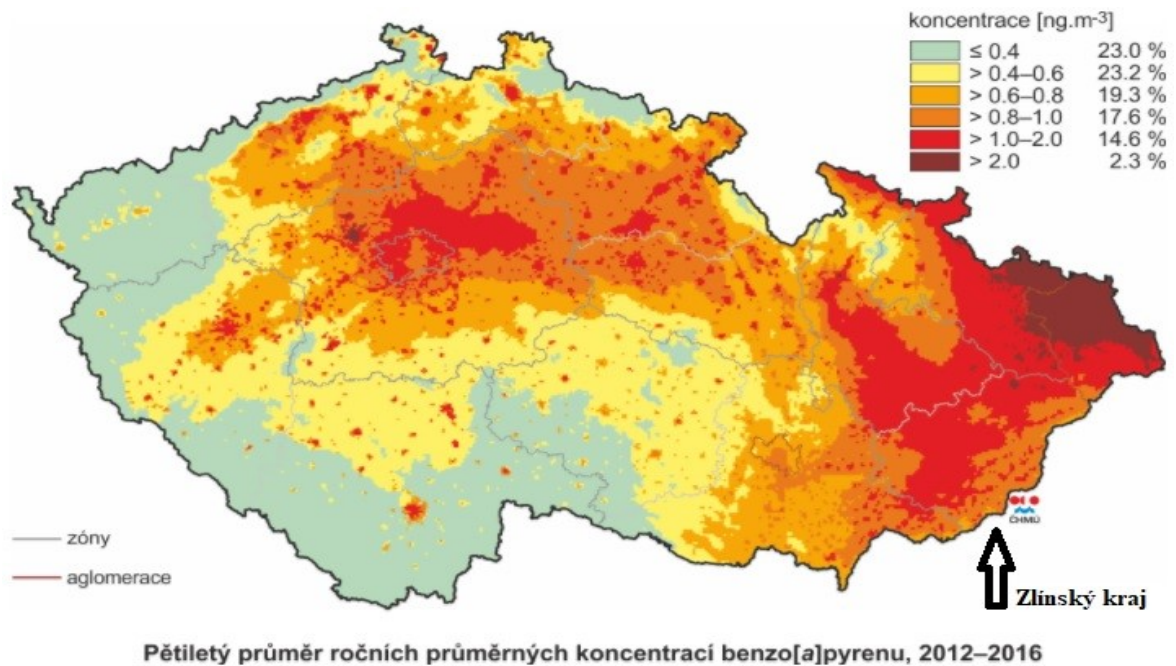 koncentrace [ng.m-3]
≤ 0.4 23.0 %
> 0.4–0.6 23.2 %
> 0.6–0.8 19.3 %
> 0.8–1.0 17.6 %
> 1.0–2.0 14.6 %
> 2.0 2.3 %
ČHMÚ
zóny
aglomerace
Zlínský kraj
Pětiletý průměr ročních průměrných koncentrací benzo[a]pyrenu, 2012–2016